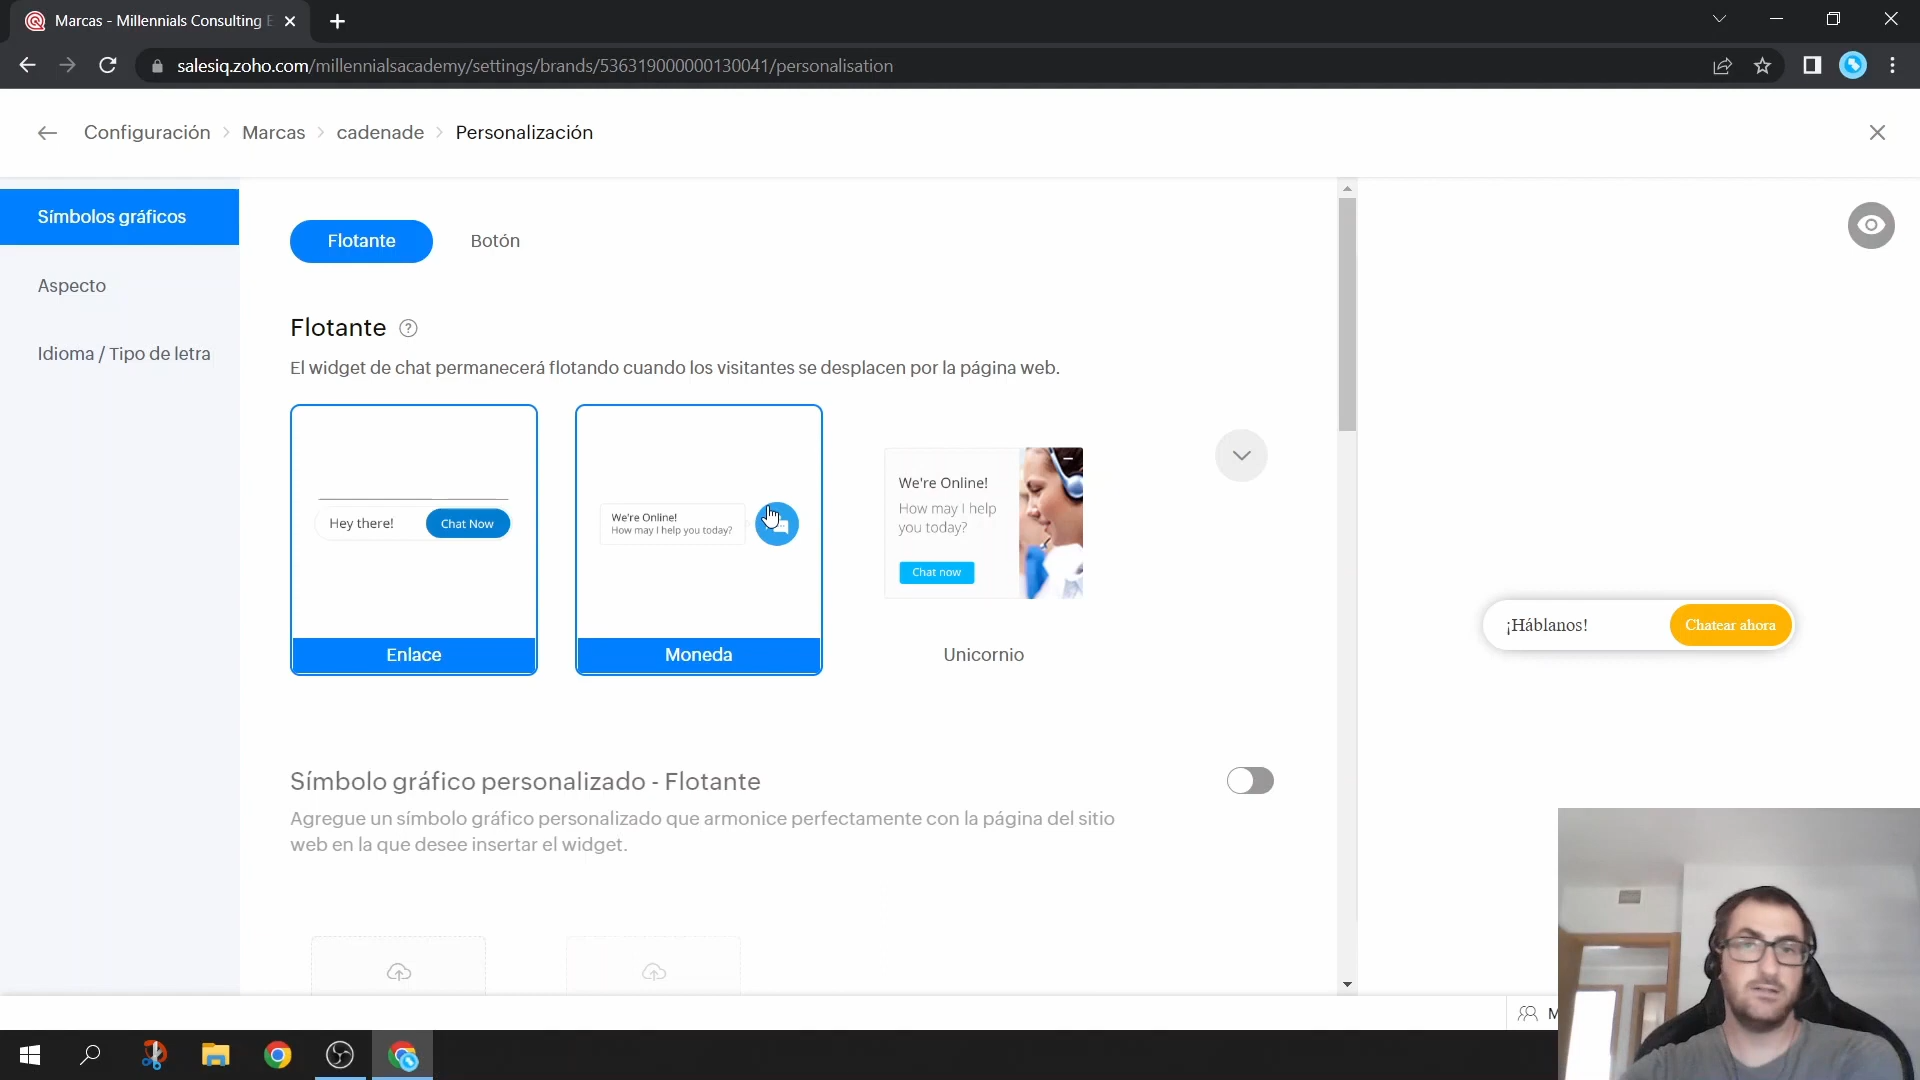 Marcas - Millennials Consulting E
salesiq.zoho.com/millennialsacademy/settings/brands/536319000000130041/personalisation
Configuración > Marcas > cadenade > Personalización
Símbolos gráficos
Aspecto
Idioma / Tipo de letra
Flotante
Botón
Flotante ?
El widget de chat permanecerá flotando cuando los visitantes se desplacen por la página web.
Hey there!
Chat Now
Enlace
We're Online!
How may I help you today?
Moneda
We're Online!
How may I help
you today?
Chat now
Unicornio
¡Háblanos!
Chatear ahora
Símbolo gráfico personalizado - Flotante
Agregue un símbolo gráfico personalizado que armonice perfectamente con la página del sitio
web en la que desee insertar el widget.
M